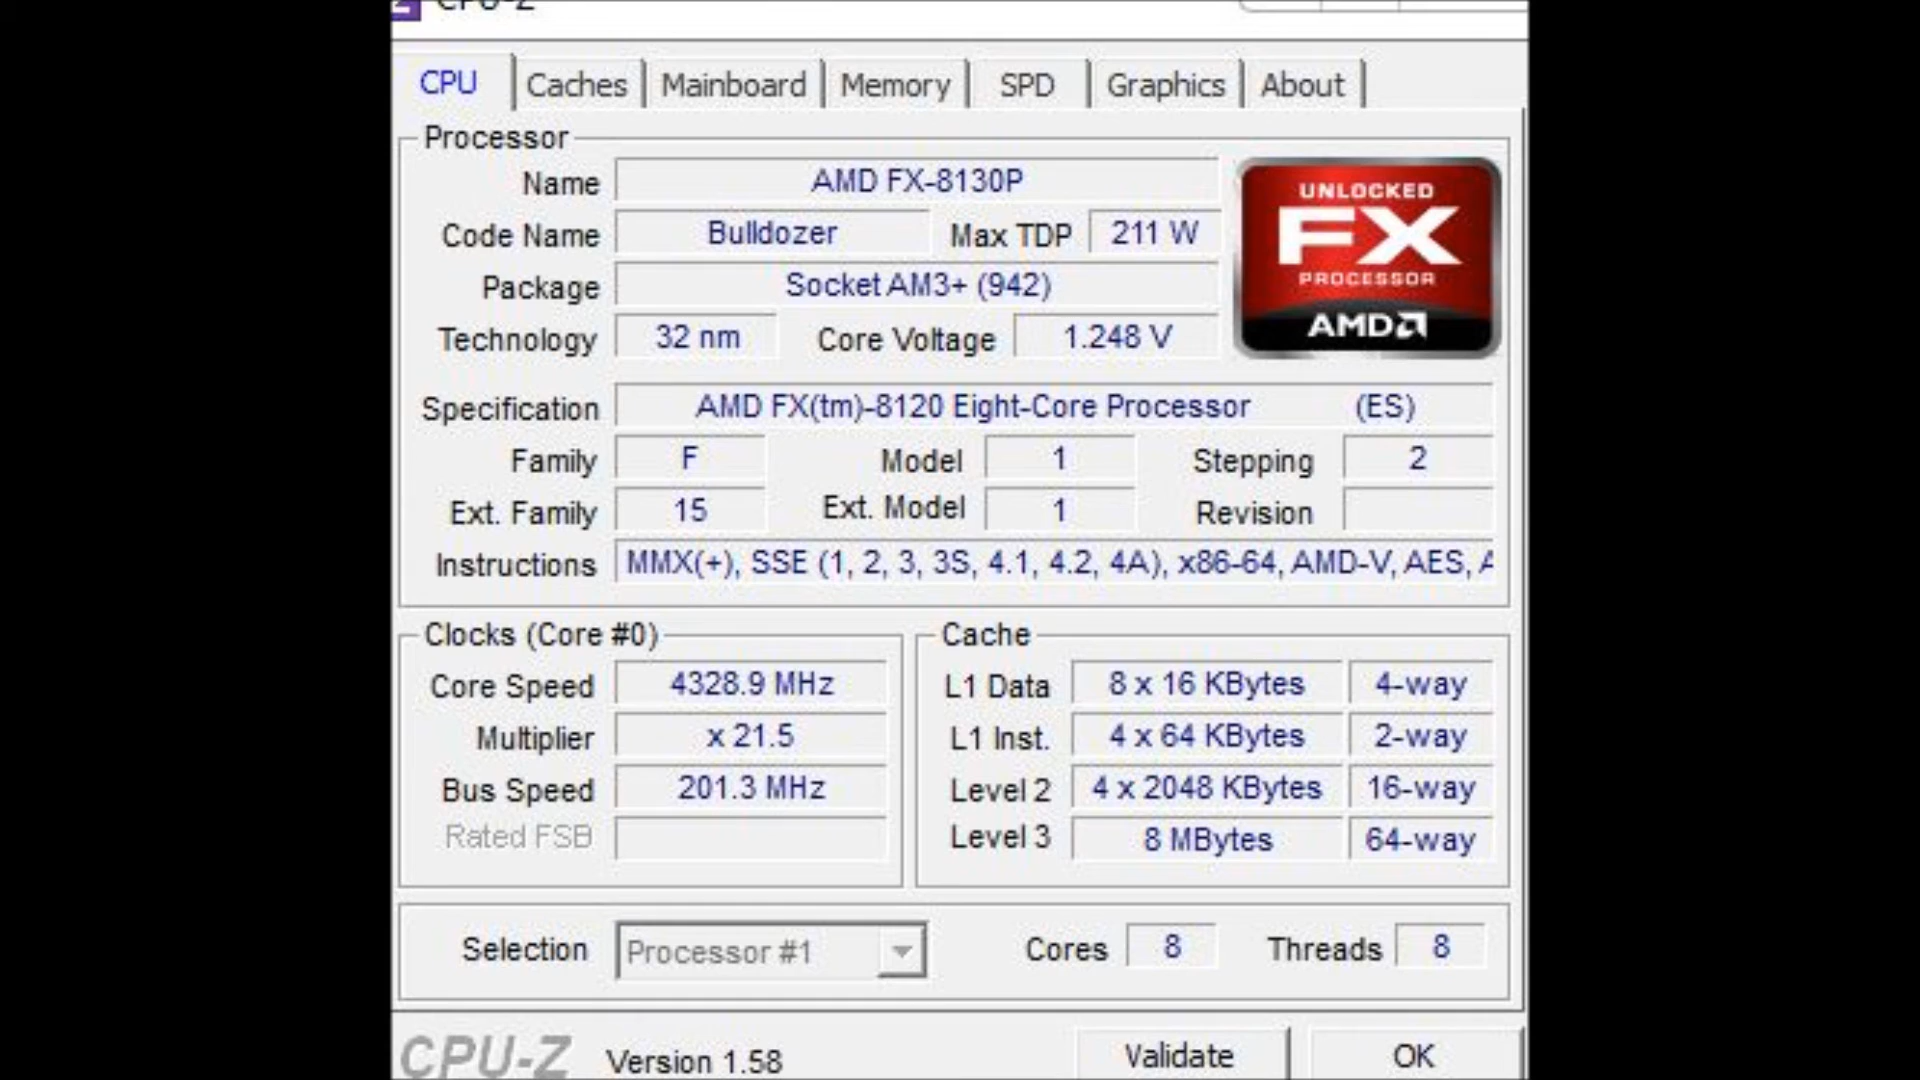 CPU-Z
CPU Caches Mainboard Memory SPD Graphics About
Processor
Name AMD FX-8130P
Code Name Bulldozer Max TDP 211 W
Package Socket AM3+ (942)
Technology 32 nm Core Voltage 1.248 V
UNLOCKED
FX
PROCESSOR
AMD
Specification AMD FX(tm)-8120 Eight-Core Processor (ES)
Family F Model 1 Stepping 2
Ext. Family 15 Ext. Model 1 Revision
Instructions MMX(+), SSE (1, 2, 3, 3S, 4.1, 4.2, 4A), x86-64, AMD-V, AES, A
Clocks (Core #0)
Core Speed 4328.9 MHz
Multiplier x 21.5
Bus Speed 201.3 MHz
Rated FSB
Cache
L1 Data 8 x 16 KBytes 4-way
L1 Inst. 4 x 64 KBytes 2-way
Level 2 4 x 2048 KBytes 16-way
Level 3 8 MBytes 64-way
Selection Processor #1 Cores 8 Threads 8
CPU-Z Version 1.58 Validate OK